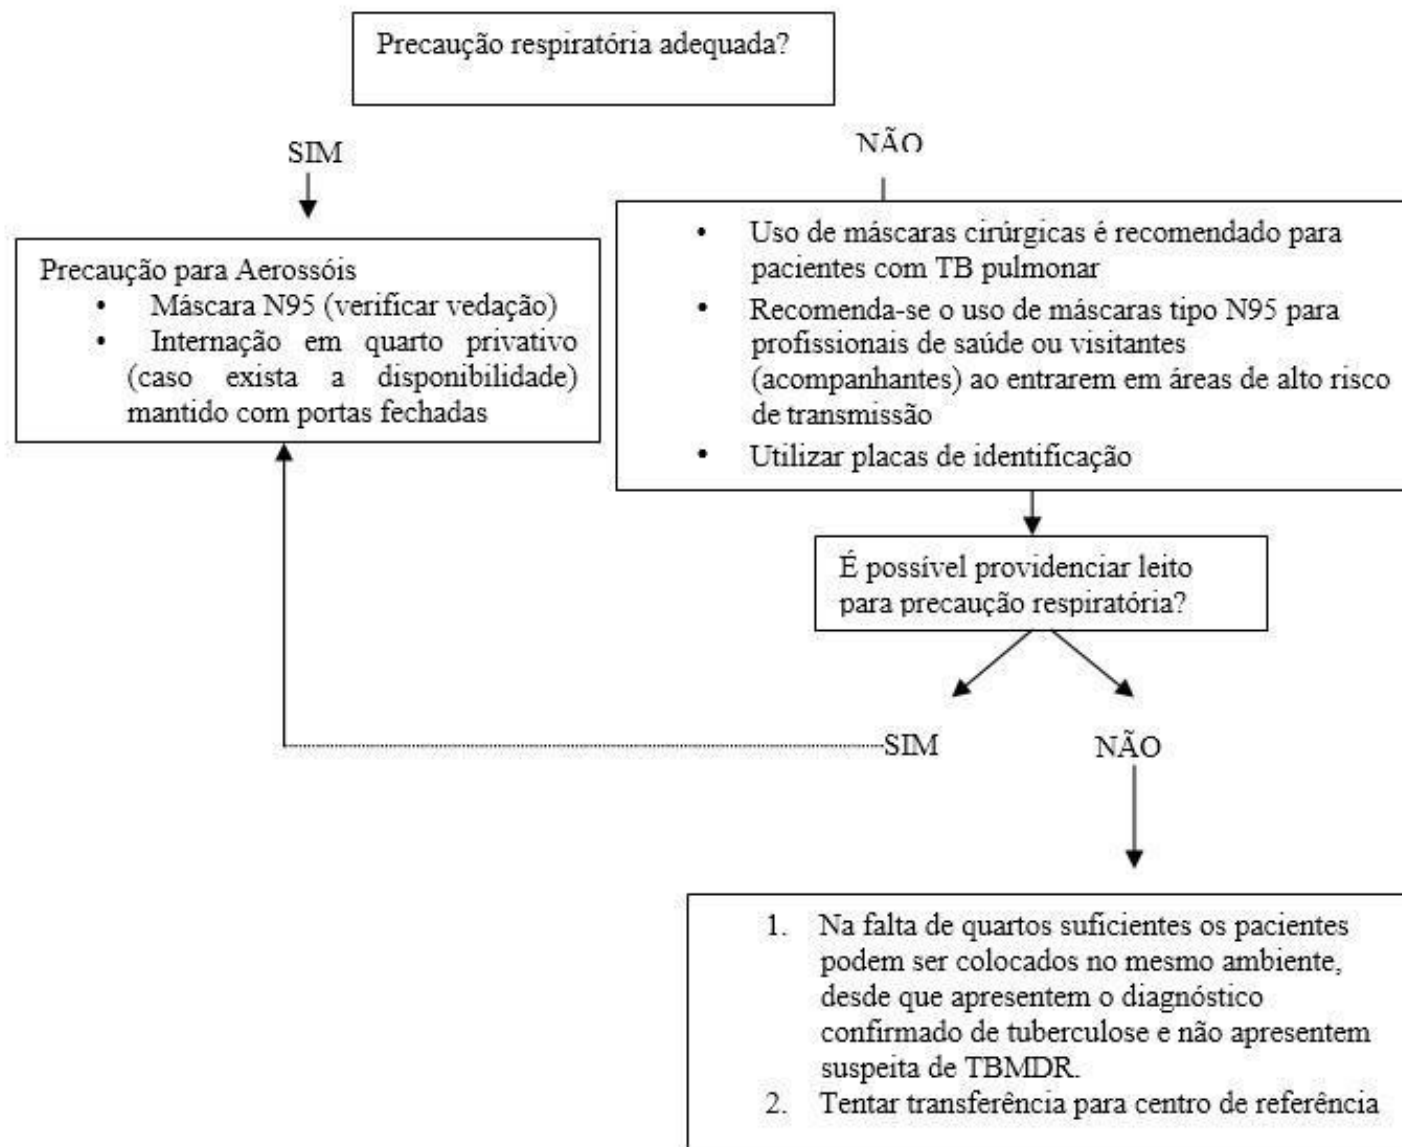 Precaução respiratória adequada?
SIM
NÃO
Precaução para Aerossóis
• Máscara N95 (verificar vedação)
• Internação em quarto privativo
(caso exista a disponibilidade)
mantido com portas fechadas
• Uso de máscaras cirúrgicas é recomendado para
pacientes com TB pulmonar
• Recomenda-se o uso de máscaras tipo N95 para
profissionais de saúde ou visitantes
(acompanhantes) ao entrarem em áreas de alto risco
de transmissão
• Utilizar placas de identificação
É possível providenciar leito
para precaução respiratória?
SIM
NÃO
1. Na falta de quartos suficientes os pacientes
podem ser colocados no mesmo ambiente,
desde que apresentem o diagnóstico
confirmado de tuberculose e não apresentem
suspeita de TBMDR.
2. Tentar transferência para centro de referência